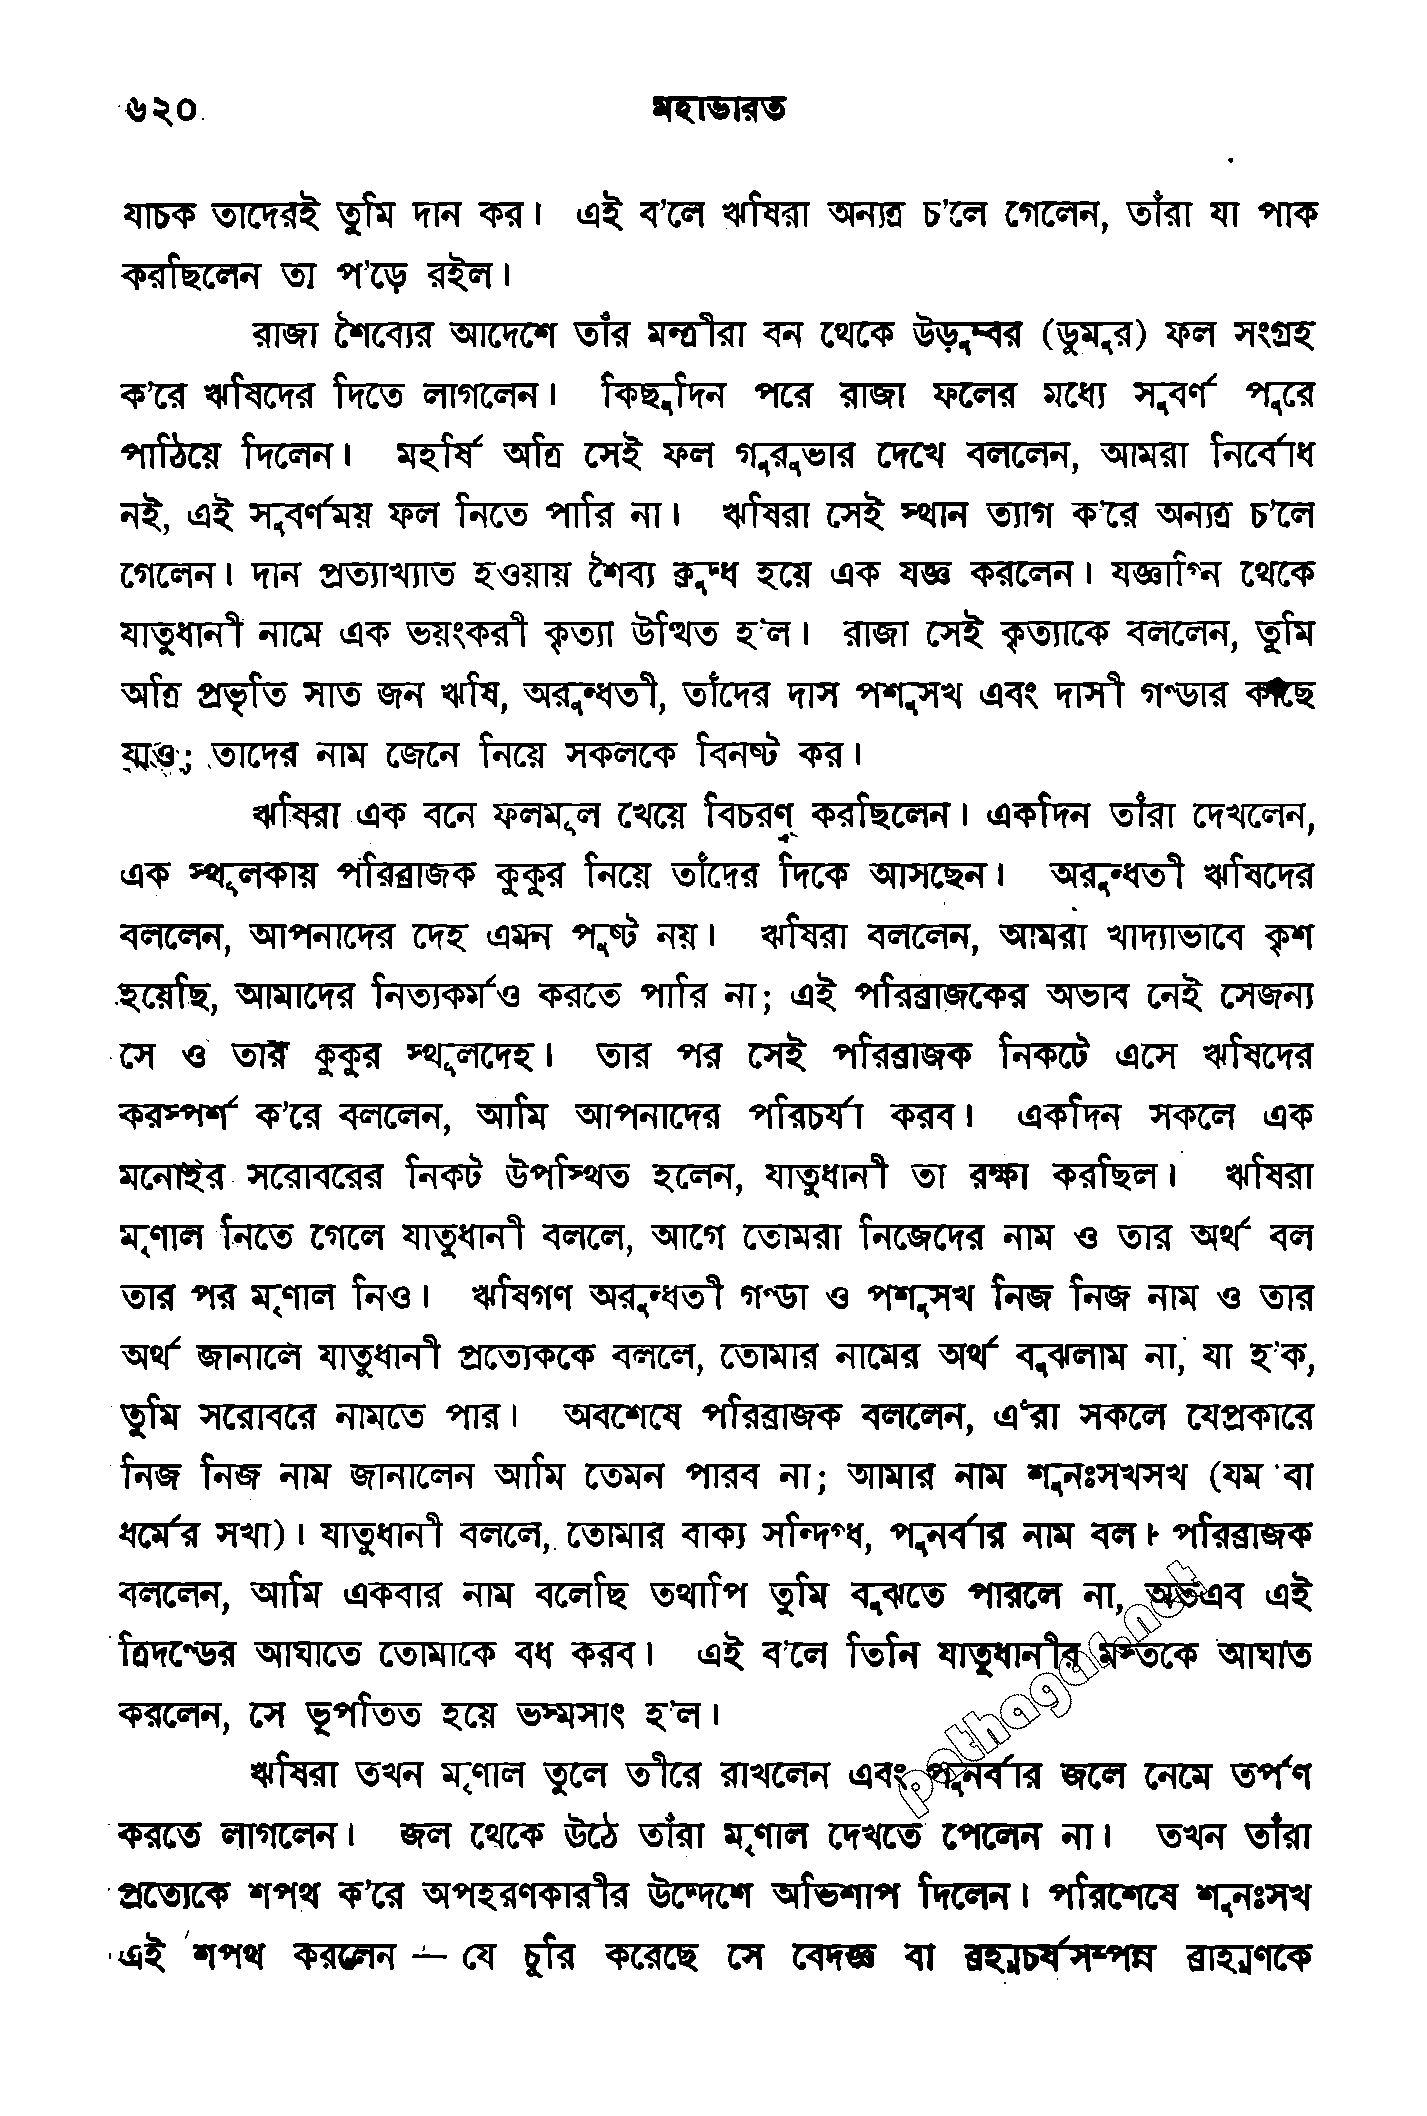 ৬২০ মহাভারত
যাচক তাদেরই তুমি দান কর। এই ব’লে ঋষিরা অন্যত্র চ’লে গেলেন, তাঁরা যা পাক
করছিলেন তা প’ড়ে রইল।
রাজা শৈব্যের আদেশে তাঁর মন্ত্রীরা বন থেকে উড়ুম্বর (ডুমুর) ফল সংগ্রহ
ক’রে ঋষিদের দিতে লাগলেন। কিছুদিন পরে রাজা ফলের মধ্যে সুবর্ণ পুরে
পাঠিয়ে দিলেন। মহর্ষি অত্রি সেই ফল গুরুভার দেখে বললেন, আমরা নির্বোধ
নই, এই সুবর্ণময় ফল নিতে পারি না। ঋষিরা সেই স্থান ত্যাগ ক’রে অন্যত্র চ’লে
গেলেন। দান প্রত্যাখ্যাত হওয়ায় শৈব্য ক্রুদ্ধ হয়ে এক যজ্ঞ করলেন। যজ্ঞাগ্নি থেকে
যাতুধানী নামে এক ভয়ংকরী কৃত্যা উত্থিত হ’ল। রাজা সেই কৃত্যাকে বললেন, তুমি
অত্রি প্রভৃতি সাত জন ঋষি, অরুন্ধতী, তাঁদের দাস পশুসখ এবং দাসী গণ্ডার কাছে
যাও; তাদের নাম জেনে নিয়ে সকলকে বিনষ্ট কর।
ঋষিরা এক বনে ফলমূল খেয়ে বিচরণ করছিলেন। একদিন তাঁরা দেখলেন,
এক স্থূলকায় পরিব্রাজক কুকুর নিয়ে তাঁদের দিকে আসছেন। অরুন্ধতী ঋষিদের
বললেন, আপনাদের দেহ এমন পুষ্ট নয়। ঋষিরা বললেন, আমরা খাদ্যাভাবে কৃশ
হয়েছি, আমাদের নিত্যকর্মও করতে পারি না; এই পরিব্রাজকের অভাব নেই সেজন্য
সে ও তার কুকুর স্থূলদেহ। তার পর সেই পরিব্রাজক নিকটে এসে ঋষিদের
করস্পর্শ ক’রে বললেন, আমি আপনাদের পরিচর্যা করব। একদিন সকলে এক
মনোহর সরোবরের নিকট উপস্থিত হলেন, যাতুধানী তা রক্ষা করছিল। ঋষিরা
মৃণাল নিতে গেলে যাতুধানী বললে, আগে তোমরা নিজেদের নাম ও তার অর্থ বল
তার পর মৃণাল নিও। ঋষিগণ অরুন্ধতী গণ্ডা ও পশুসখ নিজ নিজ নাম ও তার
অর্থ জানালে যাতুধানী প্রত্যেককে বললে, তোমার নামের অর্থ বুঝলাম না, যা হ’ক,
তুমি সরোবরে নামতে পার। অবশেষে পরিব্রাজক বললেন, এঁরা সকলে যেপ্রকারে
নিজ নিজ নাম জানালেন আমি তেমন পারব না; আমার নাম শুনঃসখসখ (যম বা
ধর্মের সখা)। যাতুধানী বললে, তোমার বাক্য সন্দিগ্ধ, পুনর্বার নাম বল। পরিব্রাজক
বললেন, আমি একবার নাম বলেছি তথাপি তুমি বুঝতে পারলে না, অতএব এই
ত্রিদণ্ডের আঘাতে তোমাকে বধ করব। এই ব’লে তিনি যাতুধানীর মস্তকে আঘাত
করলেন, সে ভূপতিত হয়ে ভস্মসাৎ হ’ল।
ঋষিরা তখন মৃণাল তুলে তীরে রাখলেন এবং পুনর্বার জলে নেমে তর্পণ
করতে লাগলেন। জল থেকে উঠে তাঁরা মৃণাল দেখতে পেলেন না। তখন তাঁরা
প্রত্যেকে শপথ ক’রে অপহরণকারীর উদ্দেশে অভিশাপ দিলেন। পরিশেষে শুনঃসখ
এই শপথ করলেন — যে চুরি করেছে সে বেদজ্ঞ বা ব্রহ্মচর্যসম্পন্ন ব্রাহ্মণকে
pathagar.net